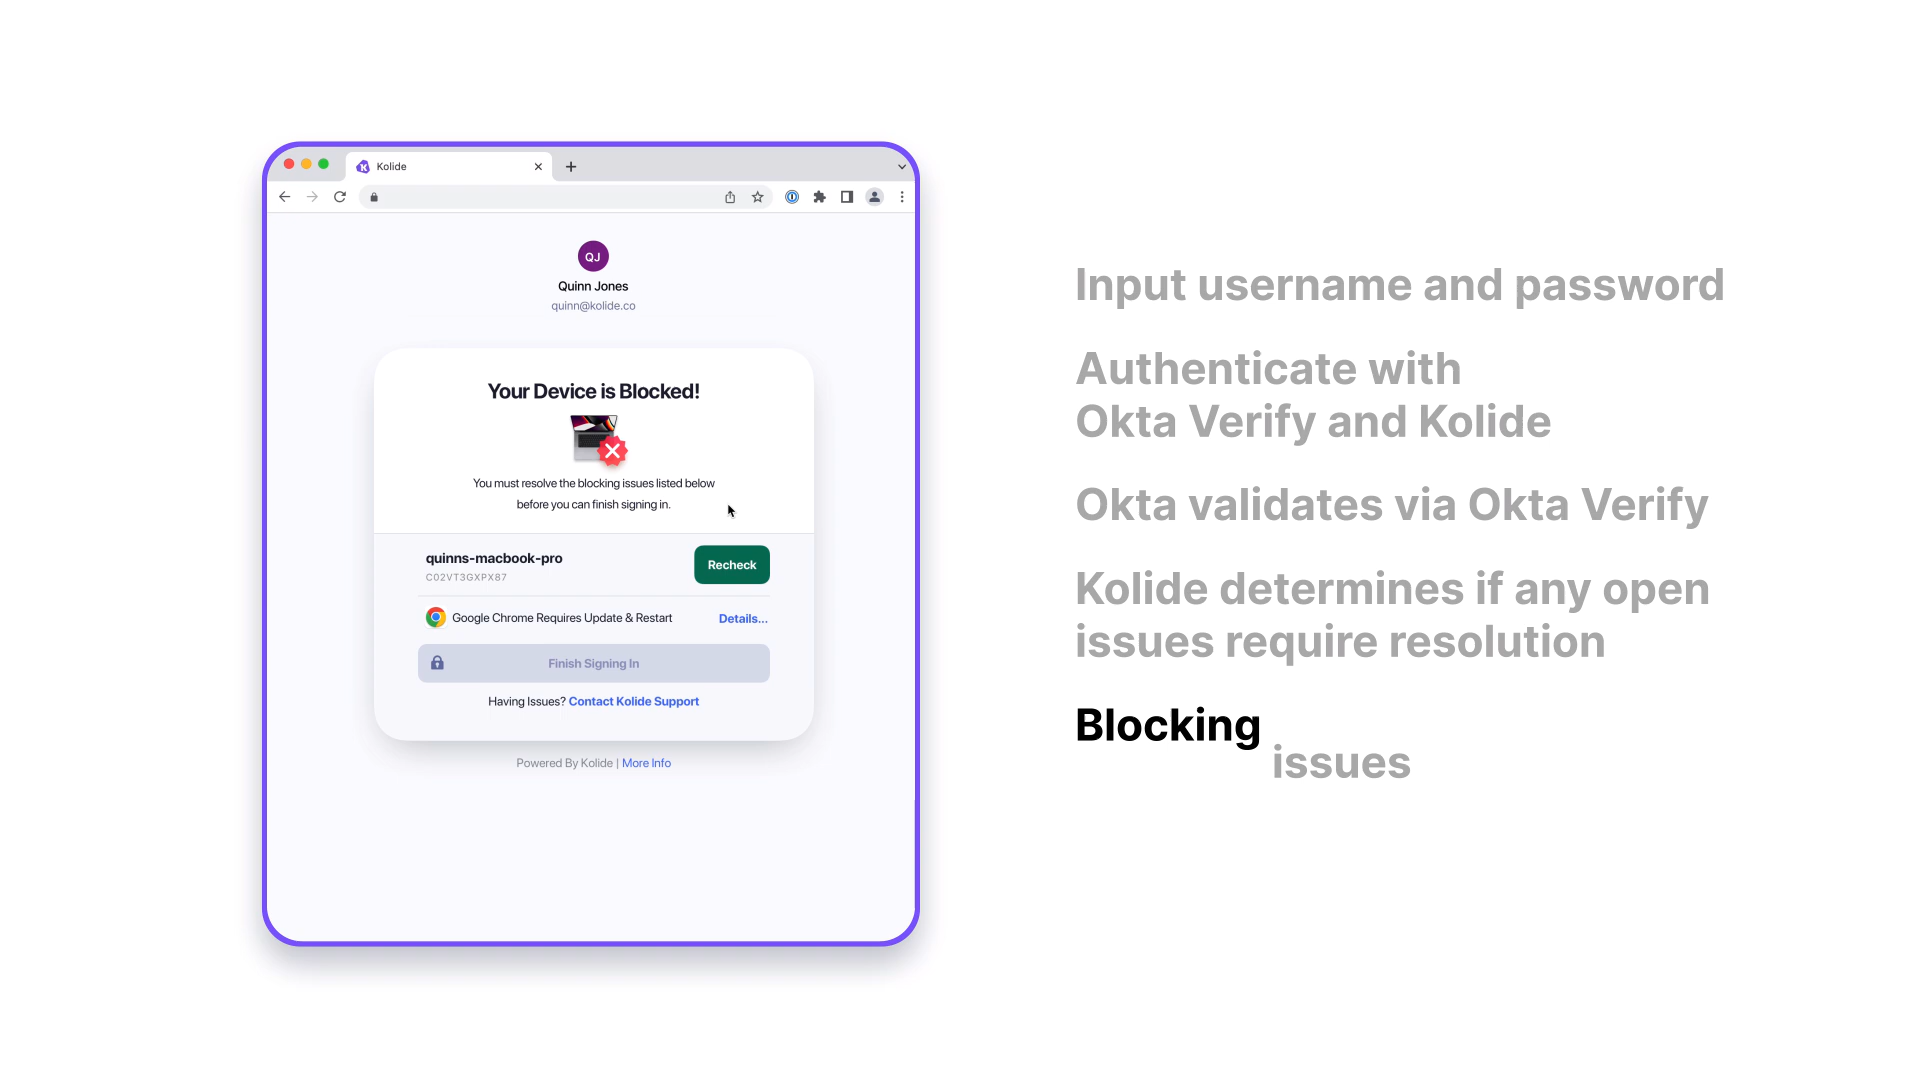 Kolide
QJ
Quinn Jones
quinn@kolide.co
Your Device is Blocked!
You must resolve the blocking issues listed below
before you can finish signing in.
quinns-macbook-pro
C02VT3GXPX87
Recheck
Google Chrome Requires Update & Restart
Details...
Finish Signing In
Having Issues? Contact Kolide Support
Powered By Kolide | More Info
Input username and password
Authenticate with
Okta Verify and Kolide
Okta validates via Okta Verify
Kolide determines if any open
issues require resolution
Blocking
issues